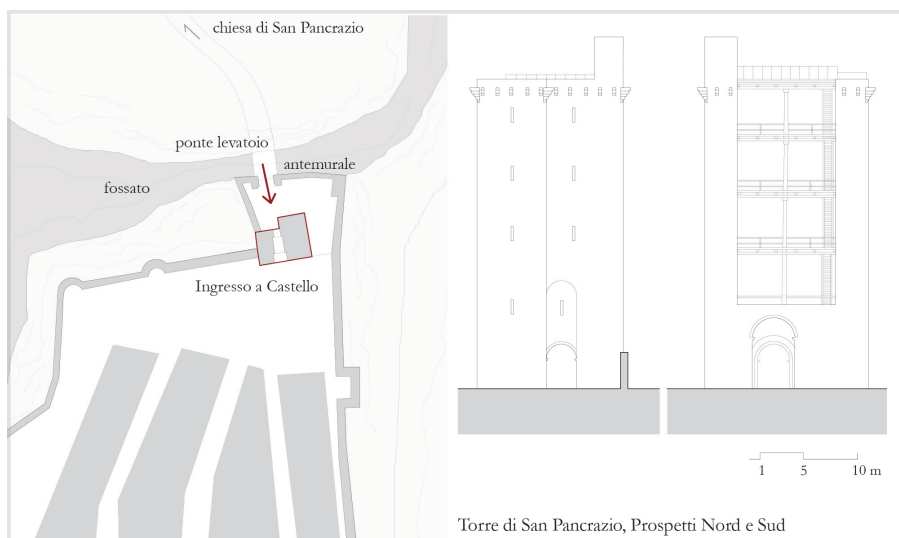 chiesa di San Pancrazio
ponte levatoio
antemurale
fossato
Ingresso a Castello
1 5 10 m
Torre di San Pancrazio, Prospetti Nord e Sud